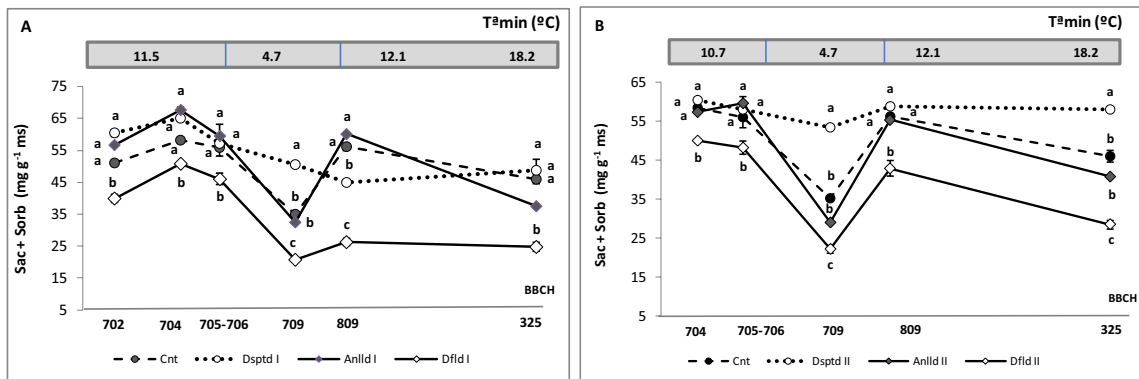 A
Tªmin (ºC)
11.5 4.7 12.1 18.2
75
65
55
45
35
25
15
5
Sac+ Sorb (mg g-1 ms)
a a a a a a a a a a a a a a a
b b b b b b b b
c c c
BBCH
702 704 705-706 709 809 325
Cnt Dsptd I Anlld I Dfld I
B
Tªmin (ºC)
10.7 4.7 12.1 18.2
65
55
45
35
25
15
5
Sac+ Sorb (mg g-1 ms)
a a a a a a a a a a a
b b b b b b b
c c
BBCH
704 705-706 709 809 325
Cnt Dsptd II Anlld II Dfld II